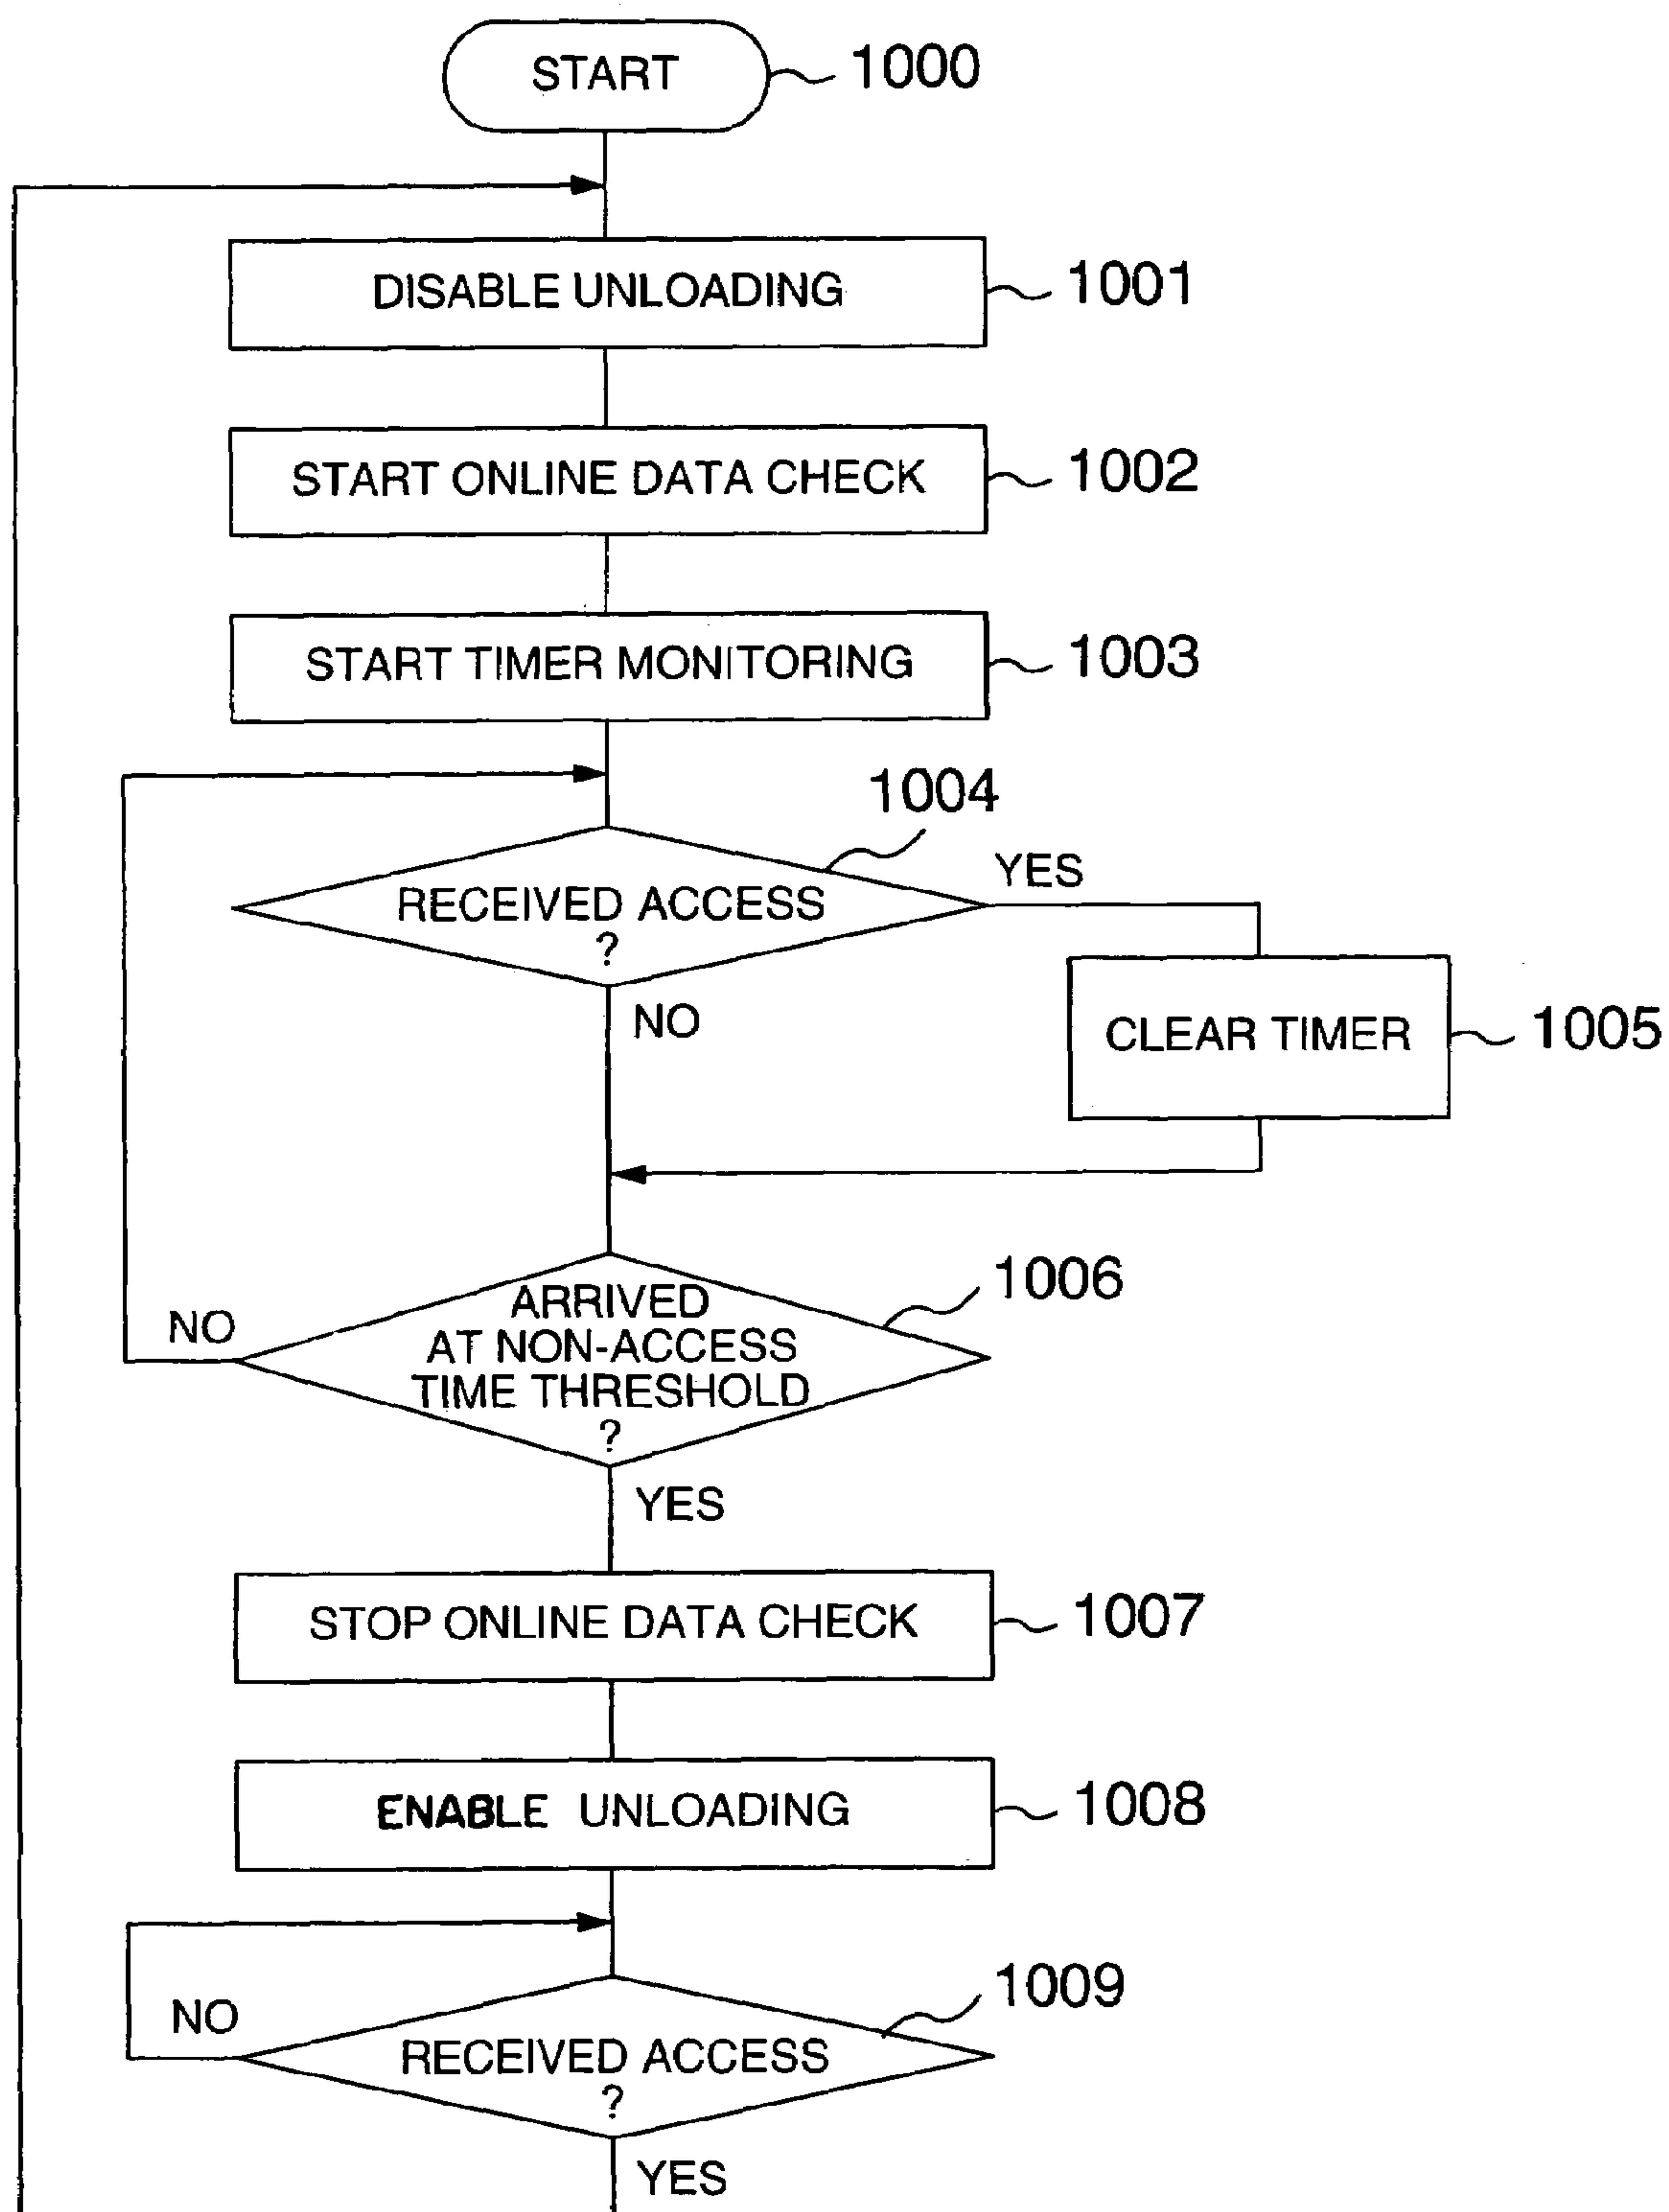 START
1000
DISABLE UNLOADING
1001
START ONLINE DATA CHECK
1002
START TIMER MONITORING
1003
1004
RECEIVED ACCESS
?
YES
NO
CLEAR TIMER
1005
1006
ARRIVED
AT NON-ACCESS
TIME THRESHOLD
?
NO
YES
STOP ONLINE DATA CHECK
1007
ENABLE UNLOADING
1008
1009
RECEIVED ACCESS
?
NO
YES